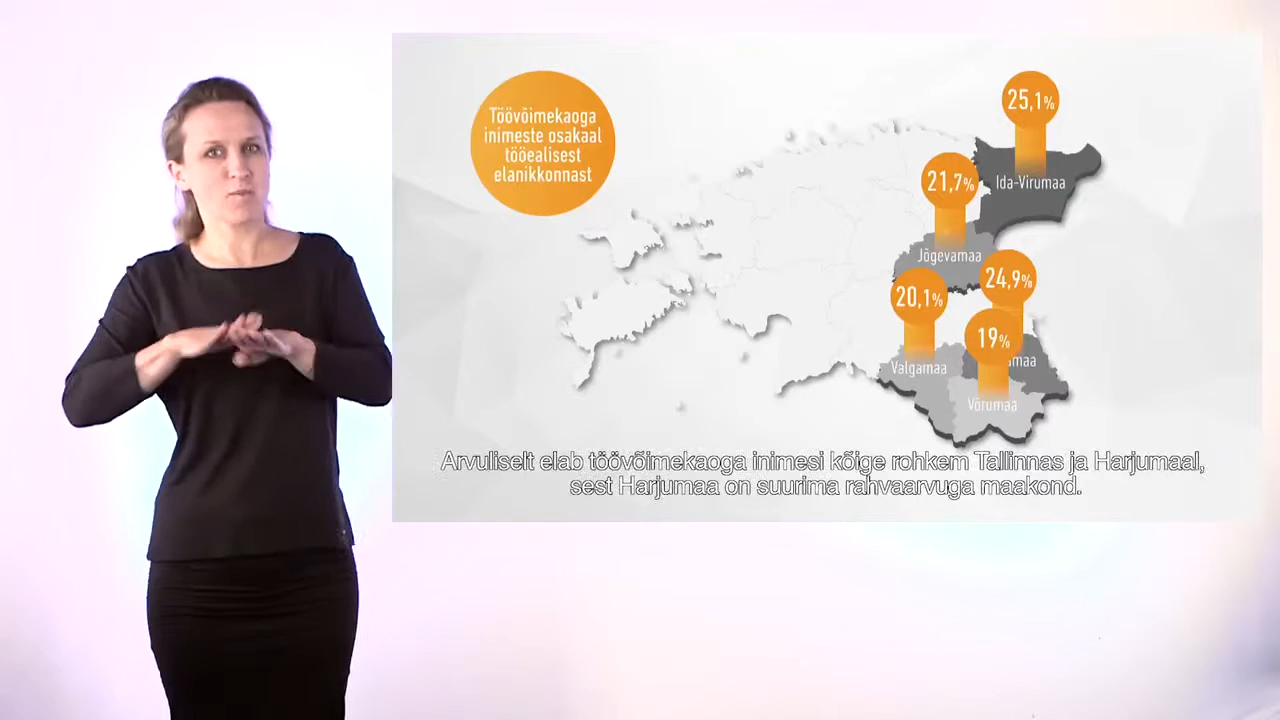 Töövõimekaoga
inimeste osakaal
tööealisest
elanikkonnast
25,1%
Ida-Virumaa
21,7%
Jõgevamaa
24,9%
20,1%
19%
Valgamaa
Võrumaa
Arvuliselt elab töövõimekaoga inimesi kõige rohkem Tallinnas ja Harjumaal,
sest Harjumaa on suurima rahvaarvuga maakond.